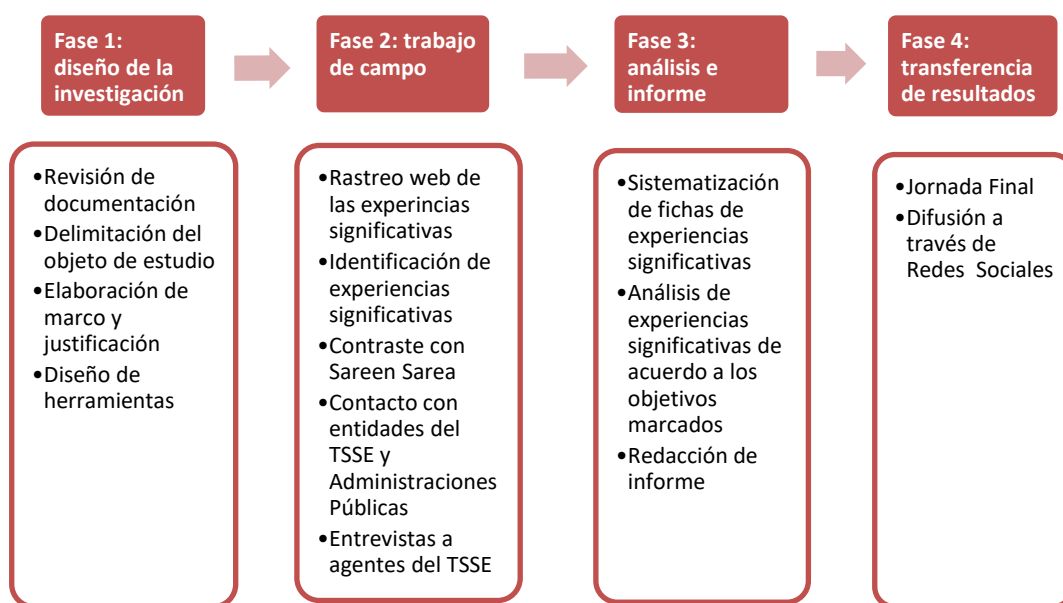 Fase 1:
diseño de la
investigación
•Revisión de
documentación
•Delimitación del
objeto de estudio
•Elaboración de
marco y
justificación
•Diseño de
herramientas
Fase 2: trabajo
de campo
•Rastreo web de
las experincias
significativas
•Identificación de
experiencias
significativas
•Contraste con
Sareen Sarea
•Contacto con
entidades del
TSSE y
Administraciones
Públicas
•Entrevistas a
agentes del TSSE
Fase 3:
análisis e
informe
•Sistematización
de fichas de
experiencias
significativas
•Análisis de
experiencias
significativas de
acuerdo a los
objetivos
marcados
•Redacción de
informe
Fase 4:
transferencia
de resultados
•Jornada Final
•Difusión a
través de
Redes Sociales